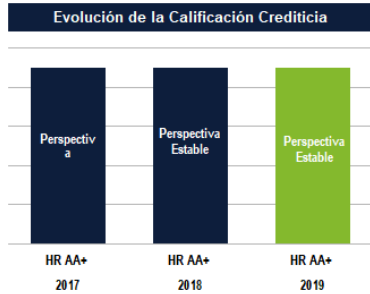 Evolución de la Calificación Crediticia
Perspectiv
a
Perspectiva
Estable
Perspectiva
Estable
HR AA+
HR AA+
HR AA+
2017
2018
2019